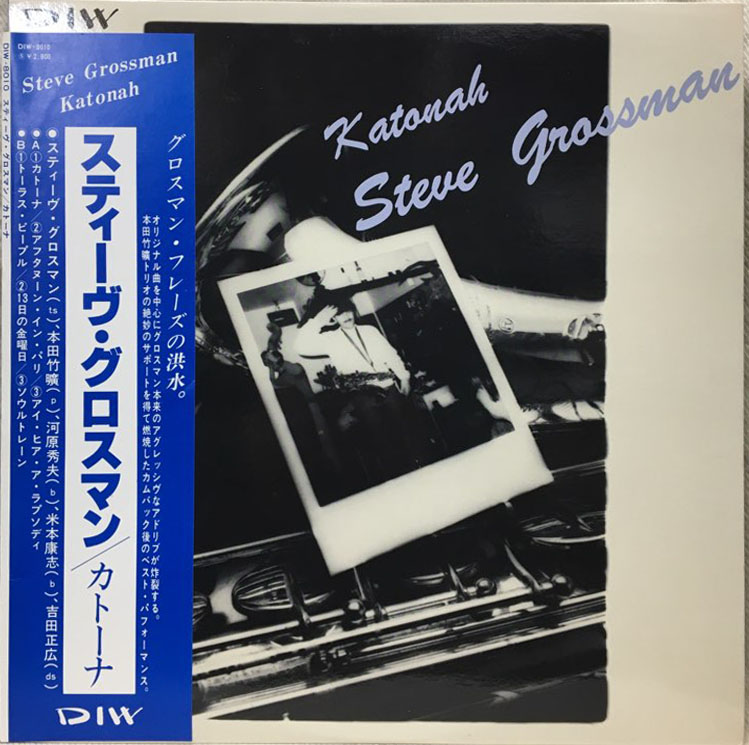 DIW
DIW-8010
¥2,800
Steve Grossman
Katonah
グロスマン・フレーズの洪水。
オリジナル曲を中心にグロスマン本来のアグレッシヴなアドリブが炸裂する。
本田竹曠トリオの絶妙のサポートを得て燃焼したカムバック後のベスト・パフォーマンス。
スティーヴ・グロスマン/カトーナ
●スティーヴ・グロスマン(ts)、本田竹曠(p)、河原秀夫(b)、米本康志(b)、吉田正広(ds)
●A①カトーナ/②アフタヌーン・イン・パリ/③アイ・ヒア・ア・ラプソディ
●B①トーラス・ピープル/②13日の金曜日/③ソウルトレーン
DIW
DIW-8010 スティーヴ・グロスマン/カトーナ
Katonah
Steve Grossman